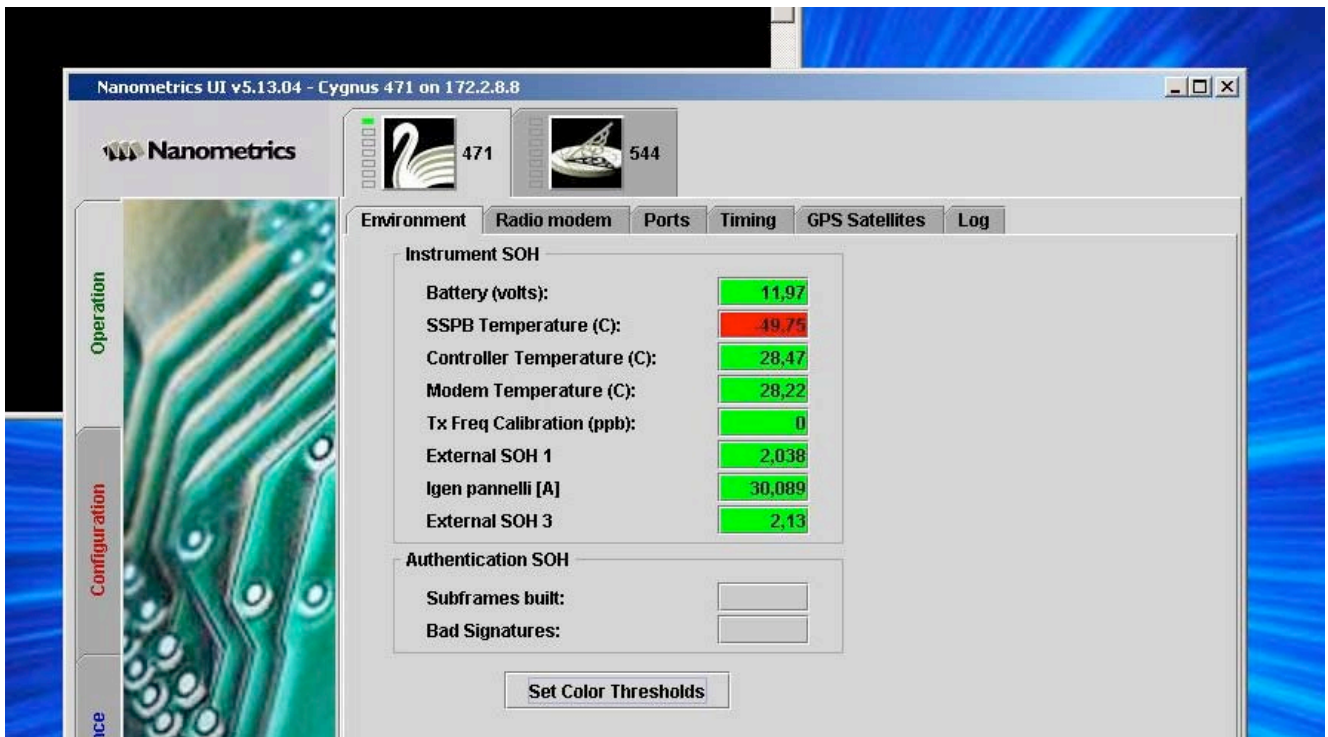 Nanometrics UI v5.13.04 - Cygnus 471 on 172.2.8.8
Nanometrics
471
544
Environment Radio modem Ports Timing GPS Satellites Log
Operation
Configuration
Instrument SOH
Battery (volts): 11,97
SSPB Temperature (C): -49,75
Controller Temperature (C): 28,47
Modem Temperature (C): 28,22
Tx Freq Calibration (ppb): 0
External SOH 1 2,038
Igen pannelli [A] 30,089
External SOH 3 2,13
Authentication SOH
Subframes built:
Bad Signatures:
Set Color Thresholds